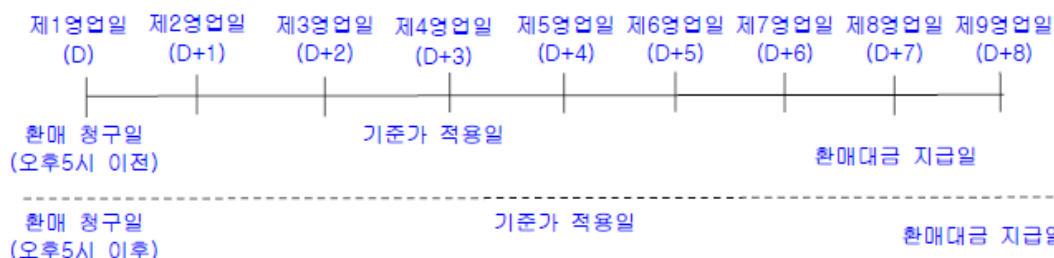 제1영업일 제2영업일 제3영업일 제4영업일 제5영업일 제6영업일 제7영업일 제8영업일 제9영업일
(D) (D+1) (D+2) (D+3) (D+4) (D+5) (D+6) (D+7) (D+8)
환매 청구일 기준가 적용일
(오후5시 이전) 환매대금 지급일
환매 청구일 기준가 적용일
(오후5시 이후) 환매대금 지급일